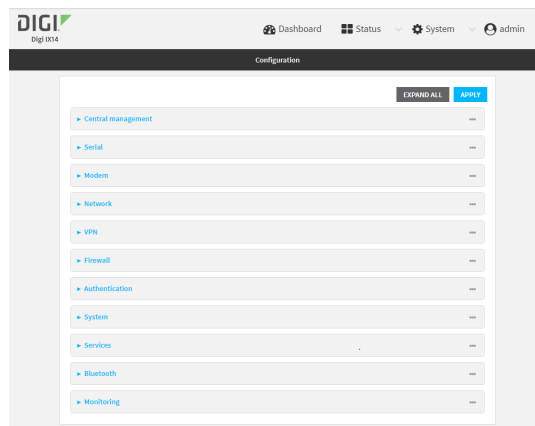 DIGI
Digi IX14
Dashboard Status System admin
Configuration
EXPAND ALL APPLY
Central management
Serial
Modem
Network
VPN
Firewall
Authentication
System
Services
Bluetooth
Monitoring